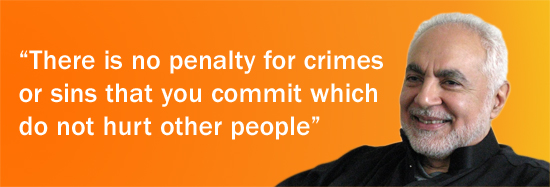 “There is no penalty for crimes
or sins that you commit which
do not hurt other people”